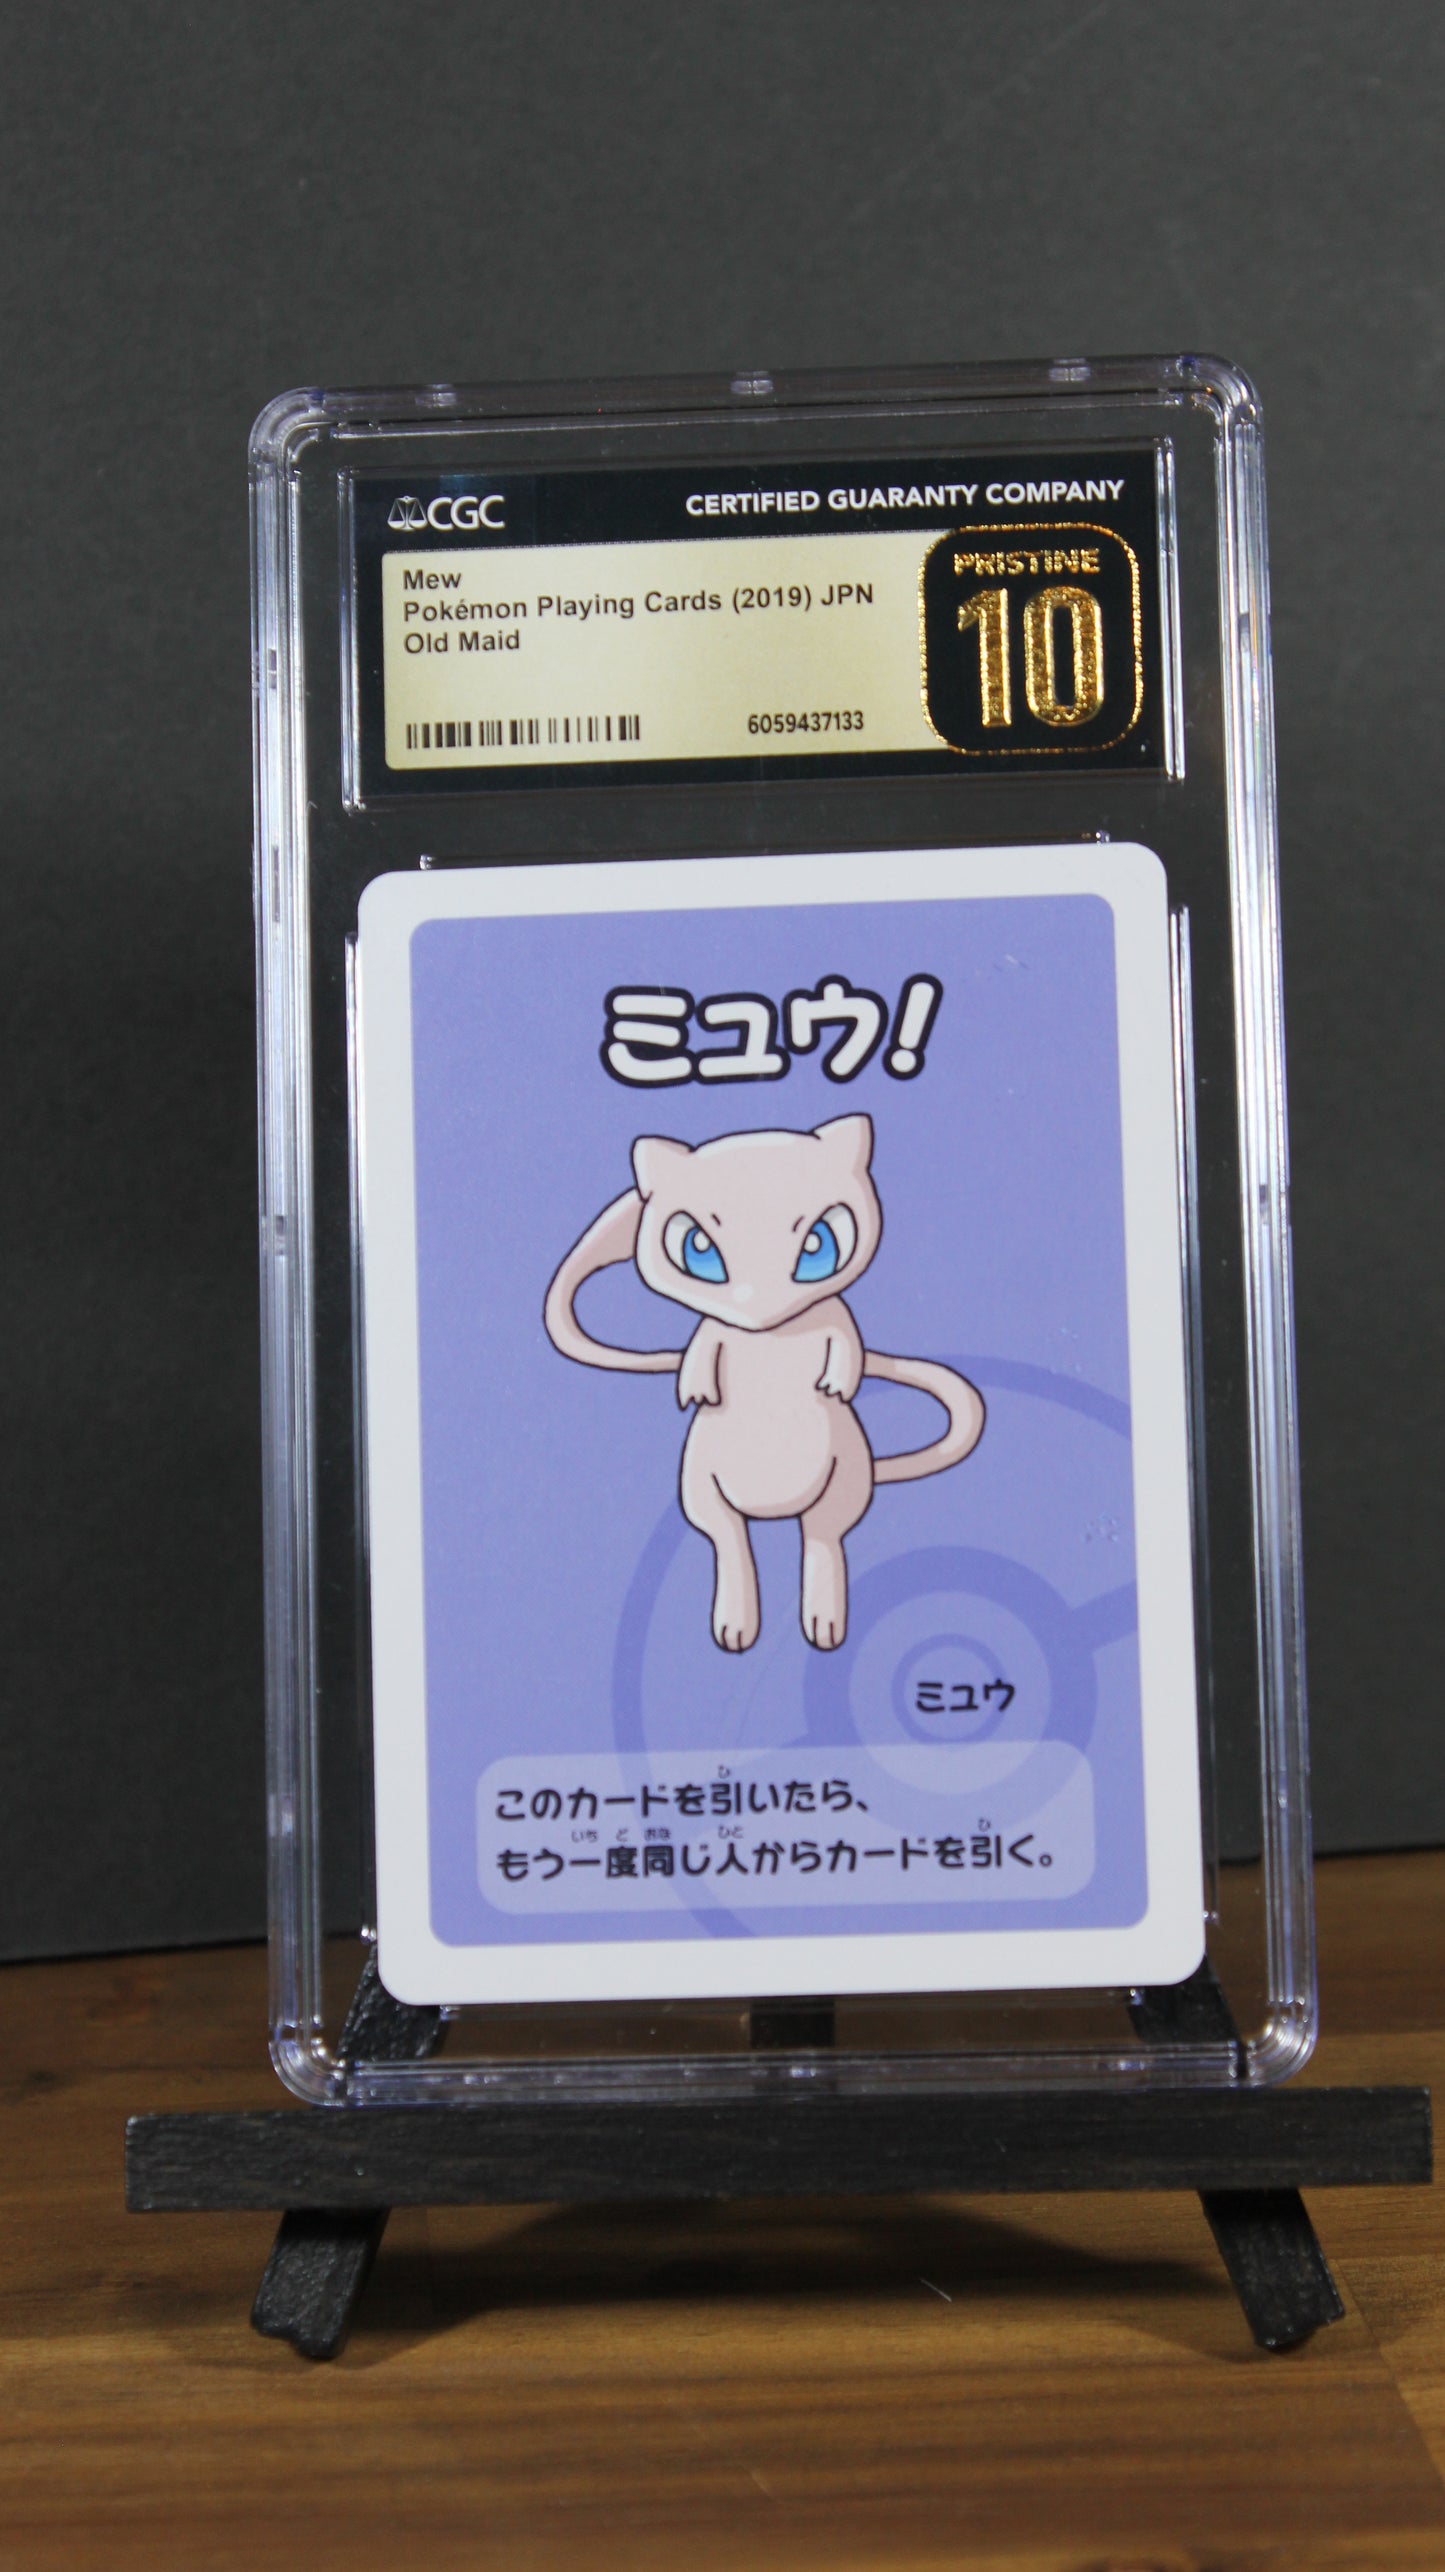 CGC
CERTIFIED GUARANTY COMPANY
Mew
Pokémon Playing Cards (2019) JPN
Old Maid
6059437133
PRISTINE
10
ミュウ!
ミュウ
このカードを引いたら、
もう一度同じ人からカードを引く。